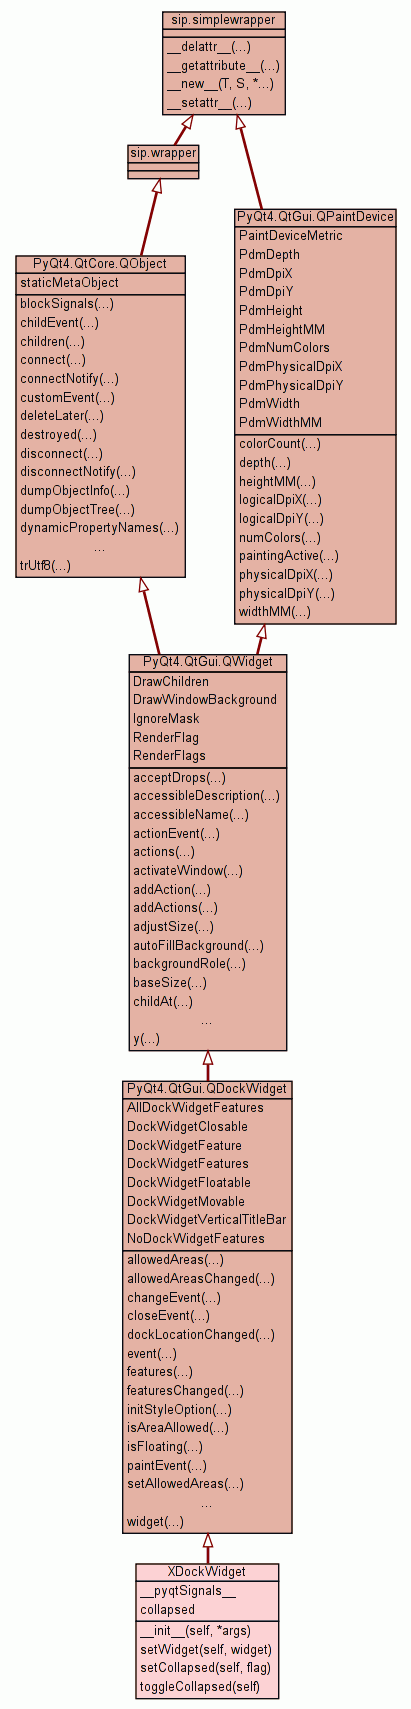 sip.simplewrapper
__delattr__(...)
__getattribute__(...)
__new__(T, S, *...)
__setattr__(...)
sip.wrapper
PyQt4.QtCore.QObject
staticMetaObject
blockSignals(...)
childEvent(...)
children(...)
connect(...)
connectNotify(...)
customEvent(...)
deleteLater(...)
destroyed(...)
disconnect(...)
disconnectNotify(...)
dumpObjectInfo(...)
dumpObjectTree(...)
dynamicPropertyNames(...)
...
trUtf8(...)
PyQt4.QtGui.QPaintDevice
PaintDeviceMetric
PdmDepth
PdmDpiX
PdmDpiY
PdmHeight
PdmHeightMM
PdmNumColors
PdmPhysicalDpiX
PdmPhysicalDpiY
PdmWidth
PdmWidthMM
colorCount(...)
depth(...)
heightMM(...)
logicalDpiX(...)
logicalDpiY(...)
numColors(...)
paintingActive(...)
physicalDpiX(...)
physicalDpiY(...)
widthMM(...)
PyQt4.QtGui.QWidget
DrawChildren
DrawWindowBackground
IgnoreMask
RenderFlag
RenderFlags
acceptDrops(...)
accessibleDescription(...)
accessibleName(...)
actionEvent(...)
actions(...)
activateWindow(...)
addAction(...)
addActions(...)
adjustSize(...)
autoFillBackground(...)
backgroundRole(...)
baseSize(...)
childAt(...)
...
y(...)
PyQt4.QtGui.QDockWidget
AllDockWidgetFeatures
DockWidgetClosable
DockWidgetFeature
DockWidgetFeatures
DockWidgetFloatable
DockWidgetMovable
DockWidgetVerticalTitleBar
NoDockWidgetFeatures
allowedAreas(...)
allowedAreasChanged(...)
changeEvent(...)
closeEvent(...)
dockLocationChanged(...)
event(...)
features(...)
featuresChanged(...)
initStyleOption(...)
isAreaAllowed(...)
isFloating(...)
paintEvent(...)
setAllowedAreas(...)
...
widget(...)
XDockWidget
__pyqtSignals__
collapsed
__init__(self, *args)
setWidget(self, widget)
setCollapsed(self, flag)
toggleCollapsed(self)